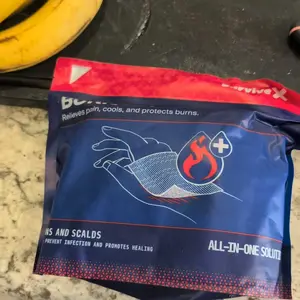 Relieves pain, cools, and protects burns.
NS AND SCALDS
PREVENT INFECTION AND PROMOTES HEALING
ALL-IN-ONE SOLUTI